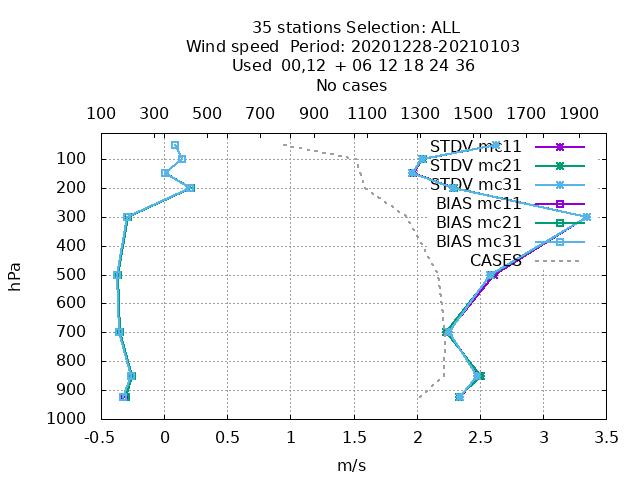 35 stations Selection: ALL
Wind speed  Period: 20201228-20210103
Used  00,12  + 06 12 18 24 36
No cases
100 300 500 700 900 1100 1300 1500 1700 1900
STDV mc11
100
STDV mc21
STDV mc31
200
BIAS mc11
300
BIAS mc21
BIAS mc31
400
CASES
500
hPa
600
700
800
900
1000
-0.5 0 0.5 1 1.5 2 2.5 3 3.5
m/s